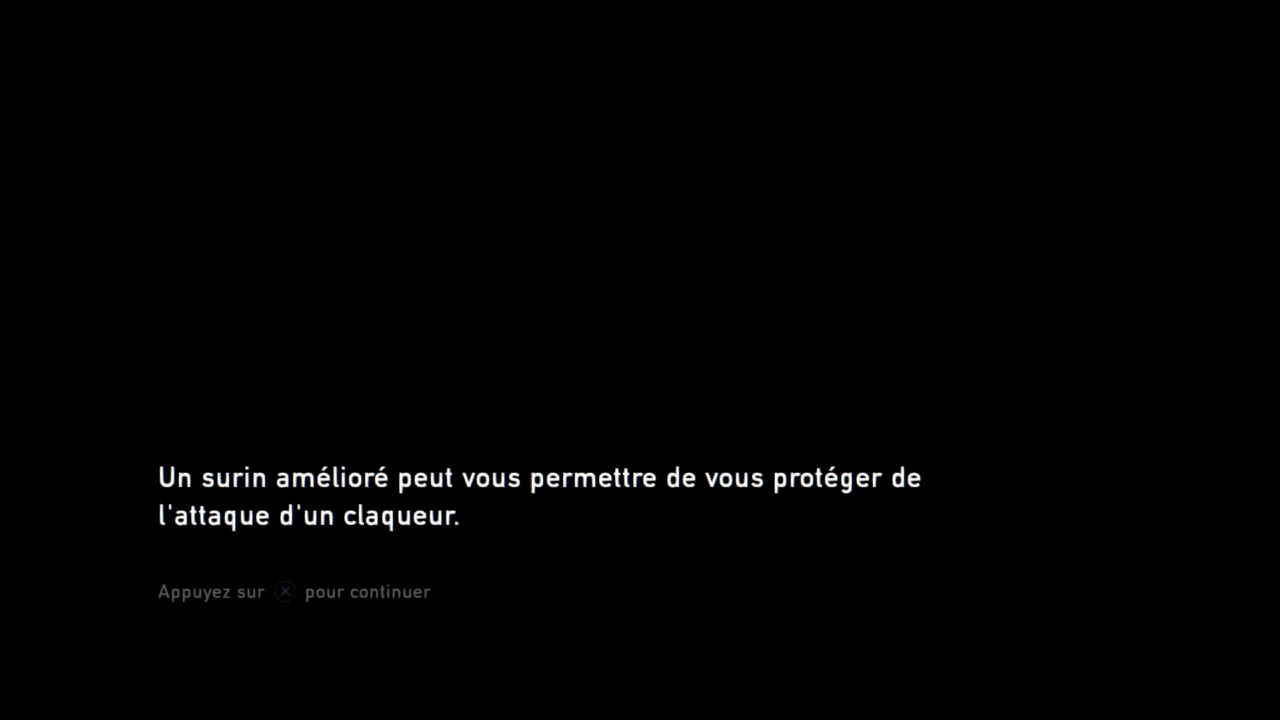 Un surin amélioré peut vous permettre de vous protéger de
l'attaque d'un claqueur.
Appuyez sur ⓧ pour continuer